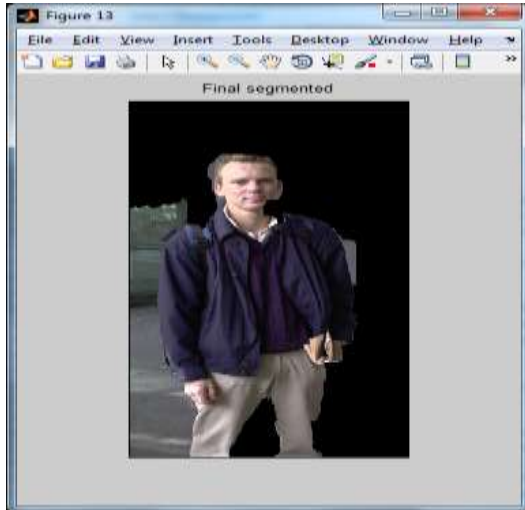 Figure 13
File Edit View Insert Tools Desktop Window Help
Final segmented